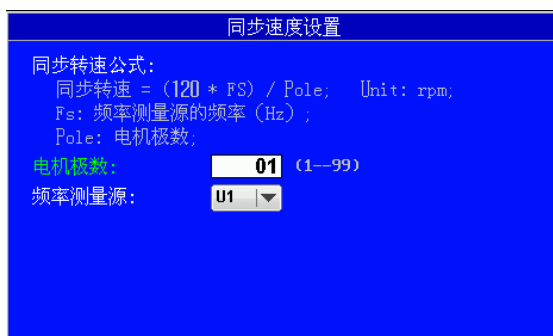 同步速度设置
同步转速公式:
同步转速 = (120 * FS) / Pole; Unit: rpm;
Fs: 频率测量源的频率 (Hz) ;
Pole: 电机极数;
电机极数: 01 (1--99)
频率测量源: U1